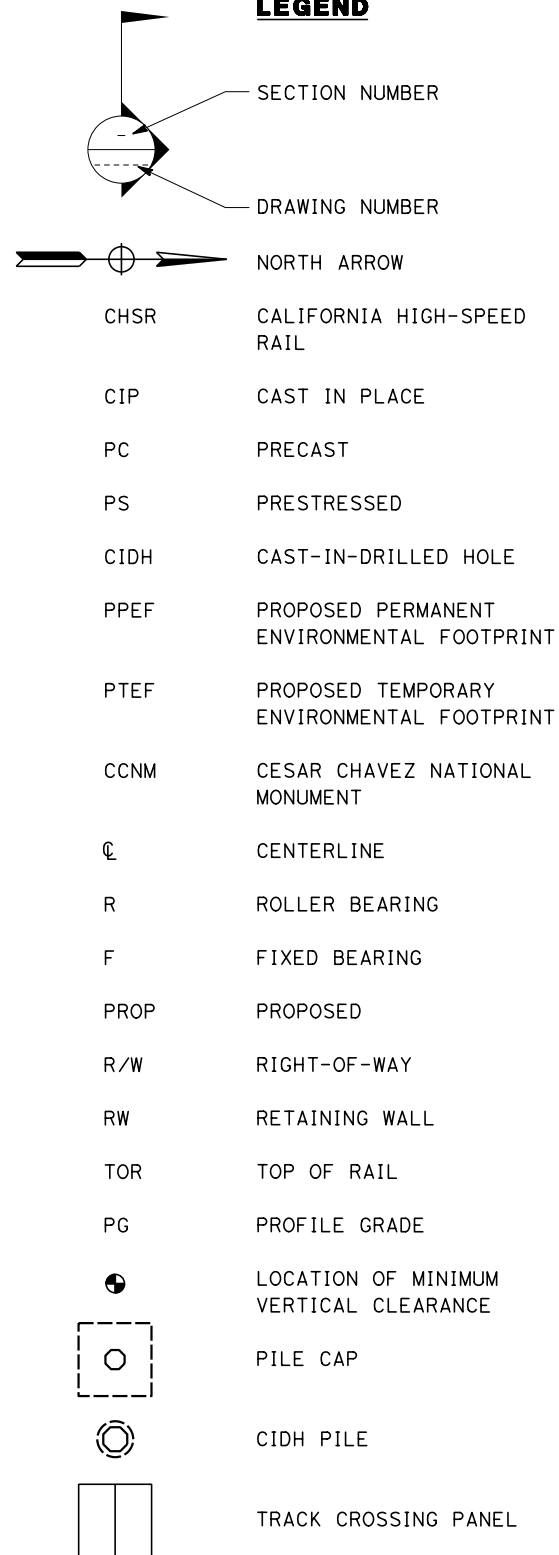 LEGEND
SECTION NUMBER
DRAWING NUMBER
NORTH ARROW
CHSR CALIFORNIA HIGH-SPEED
RAIL
CIP CAST IN PLACE
PC PRECAST
PS PRESTRESSED
CIDH CAST-IN-DRILLED HOLE
PPEF PROPOSED PERMANENT
ENVIRONMENTAL FOOTPRINT
PTEF PROPOSED TEMPORARY
ENVIRONMENTAL FOOTPRINT
CCNM CESAR CHAVEZ NATIONAL
MONUMENT
℄ CENTERLINE
R ROLLER BEARING
F FIXED BEARING
PROP PROPOSED
R/W RIGHT-OF-WAY
RW RETAINING WALL
TOR TOP OF RAIL
PG PROFILE GRADE
LOCATION OF MINIMUM
VERTICAL CLEARANCE
PILE CAP
CIDH PILE
TRACK CROSSING PANEL